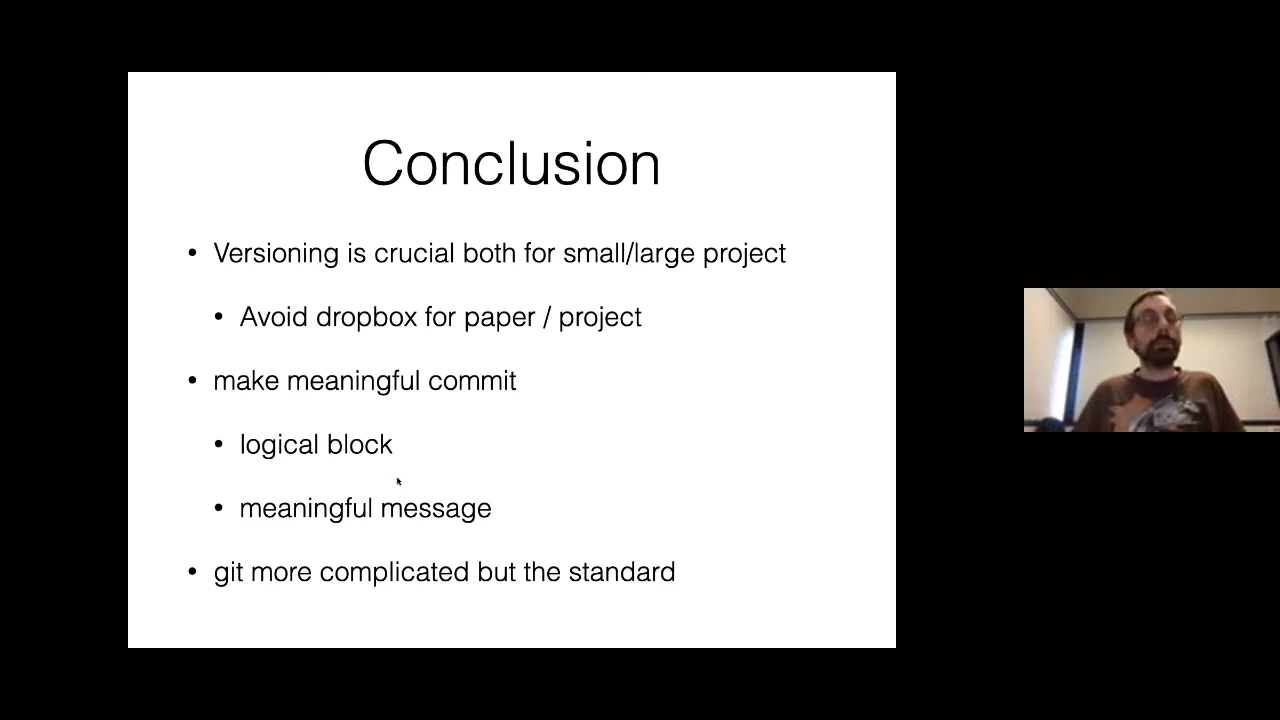 Conclusion
• Versioning is crucial both for small/large project
• Avoid dropbox for paper / project
• make meaningful commit
• logical block
• meaningful message
• git more complicated but the standard